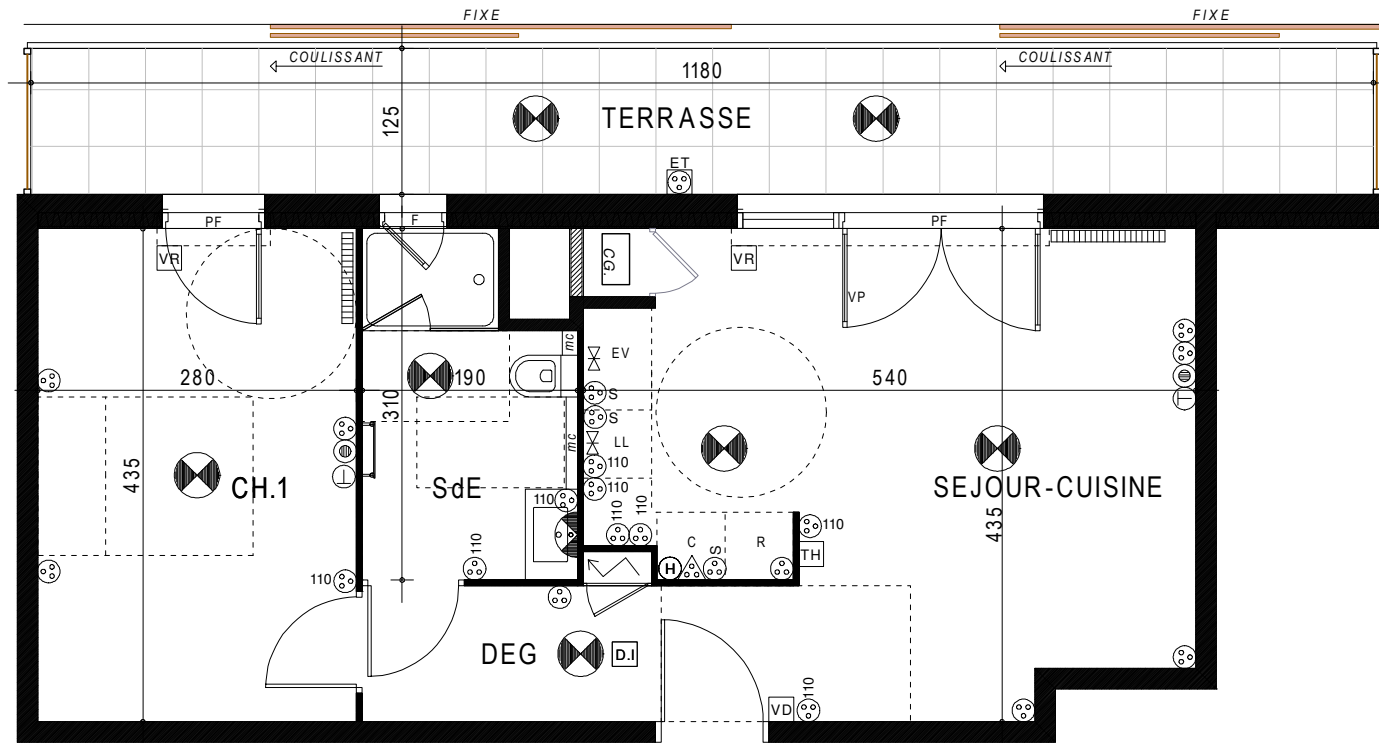 FIXE FIXE
COULISSANT COULISSANT
1180
125
TERRASSE
ET
PF F PF
VR C.G. VR
VP
mc EV
280 190 540
310
S
S
mc LL
110
110
435 CH.1 SdE SEJOUR-CUISINE
435
110
110 110 110
C S R TH
110 H
110
DEG D.I
VD 110